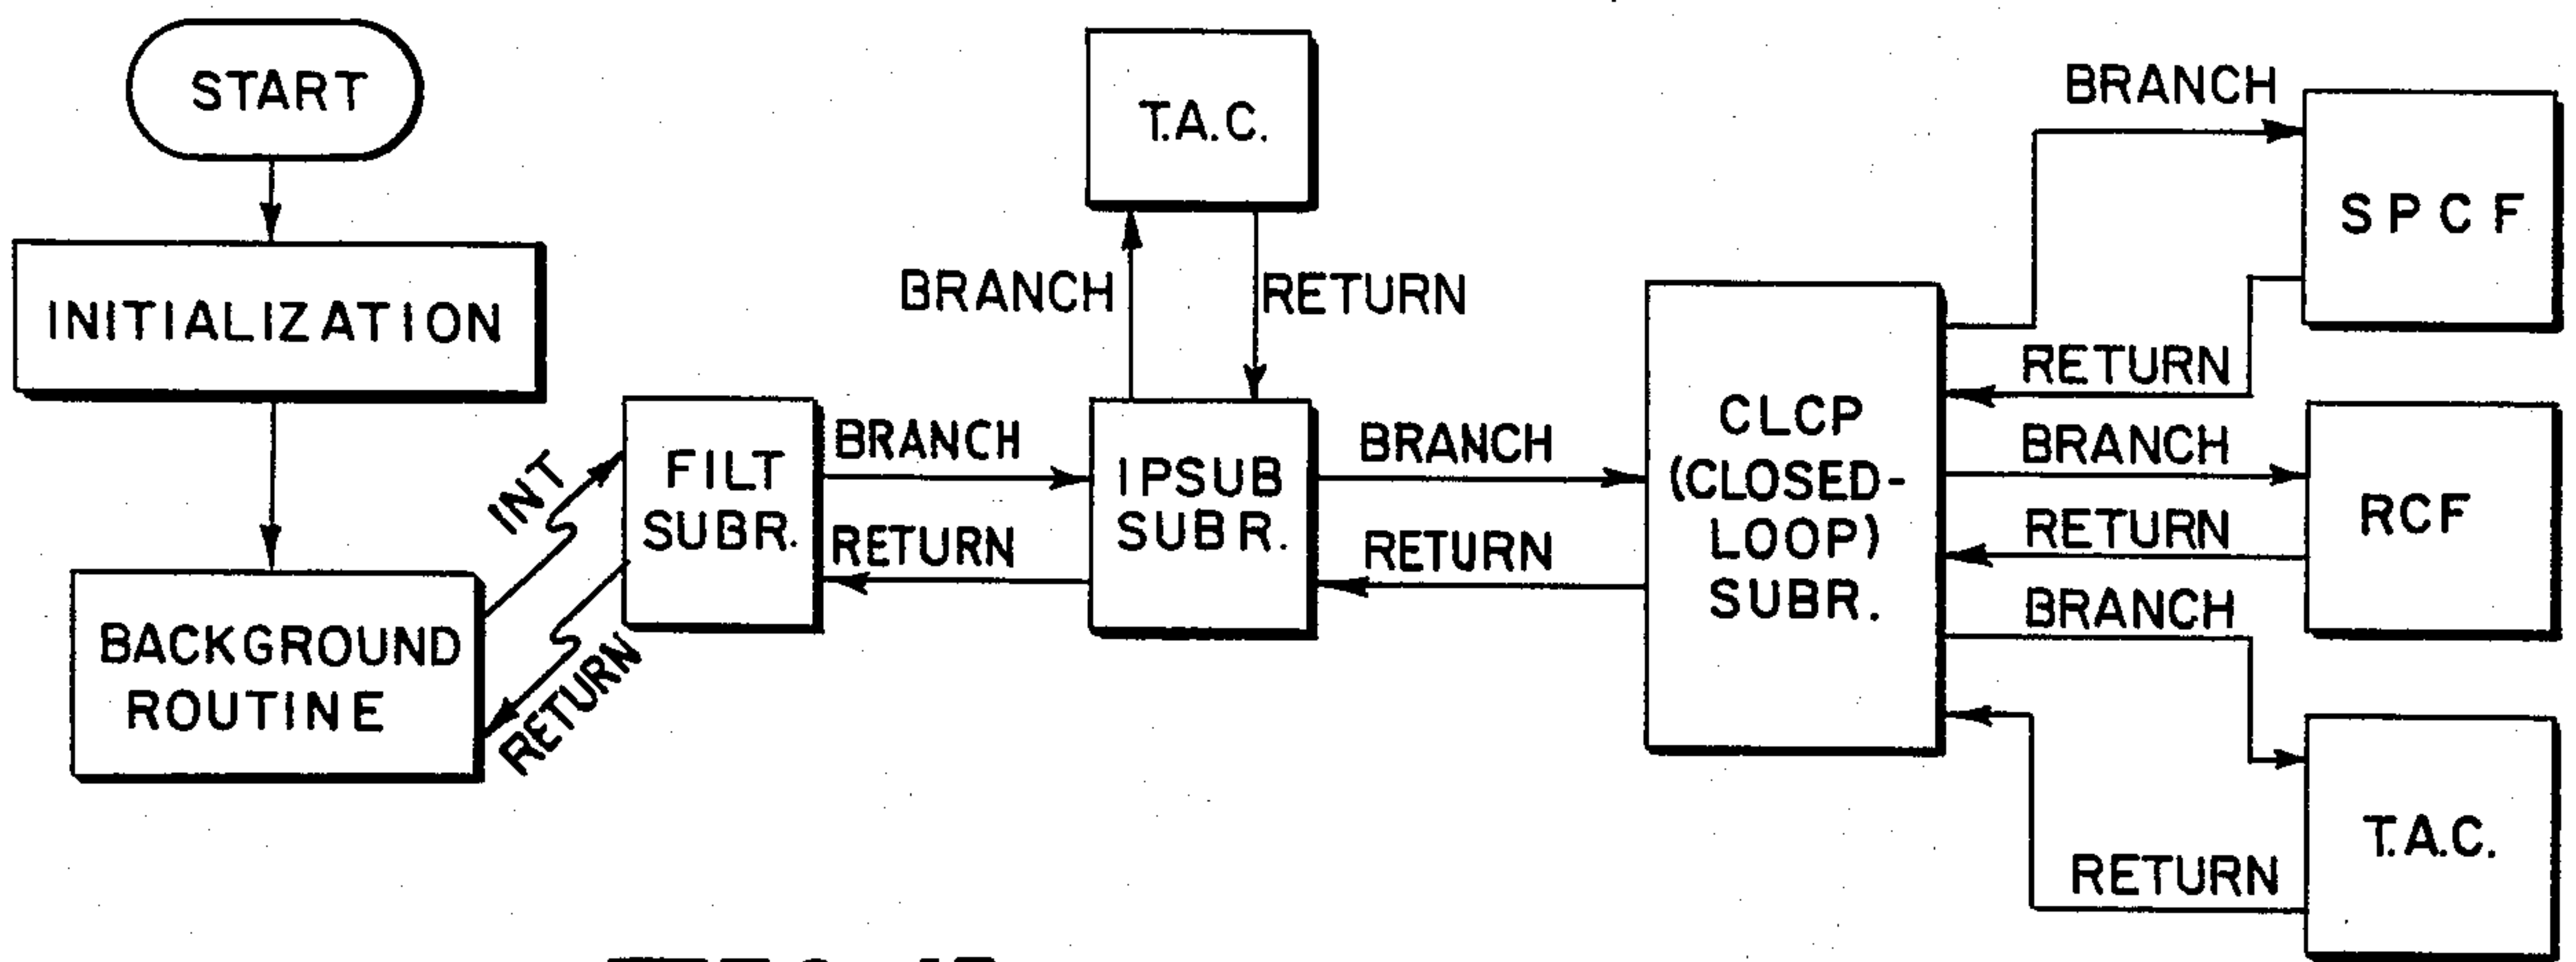 START
INITIALIZATION
BACKGROUND
ROUTINE
INT
RETURN
FILT
SUBR.
BRANCH
RETURN
T.A.C.
BRANCH
RETURN
IPSUB
SUBR.
BRANCH
RETURN
CLCP
(CLOSED-
LOOP)
SUBR.
BRANCH
RETURN
SPCF
BRANCH
RETURN
RCF
BRANCH
RETURN
T.A.C.